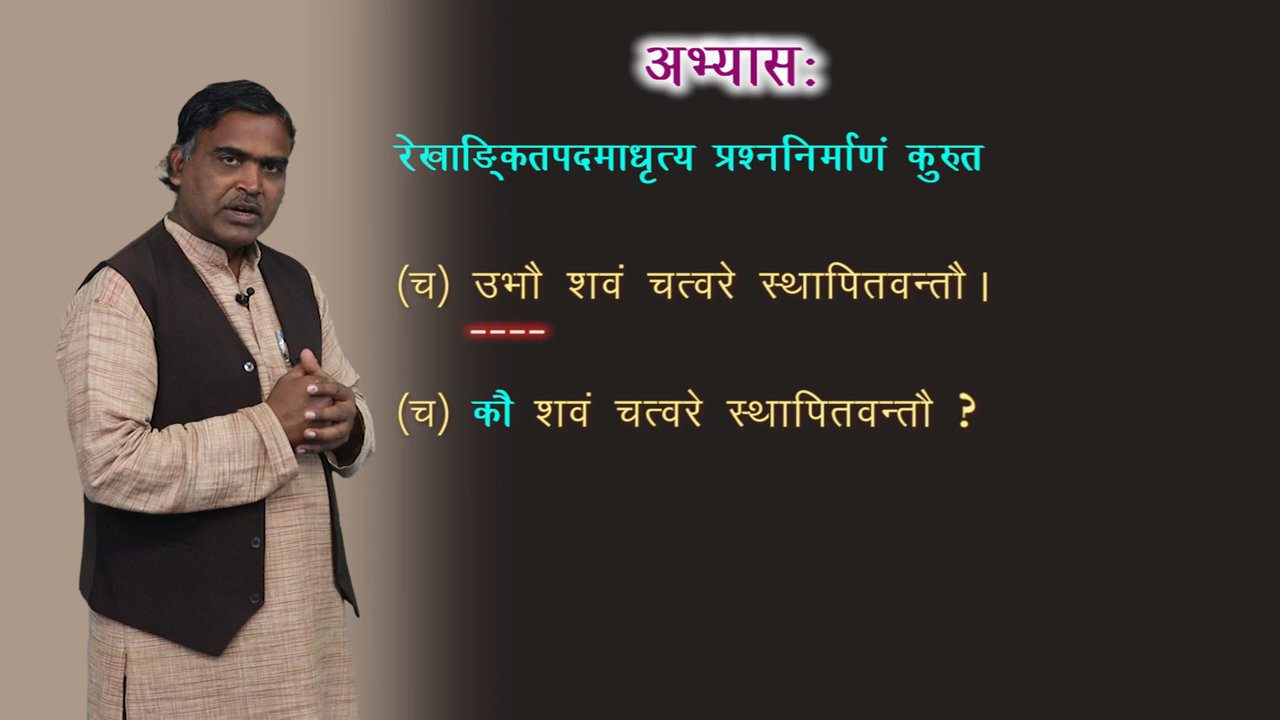 अभ्यासः
रेखाङ्कितपदमाधृत्य प्रश्ननिर्माणं कुरुत
(च) उभौ शवं चत्वरे स्थापितवन्तौ।
----
(च) कौ शवं चत्वरे स्थापितवन्तौ ?